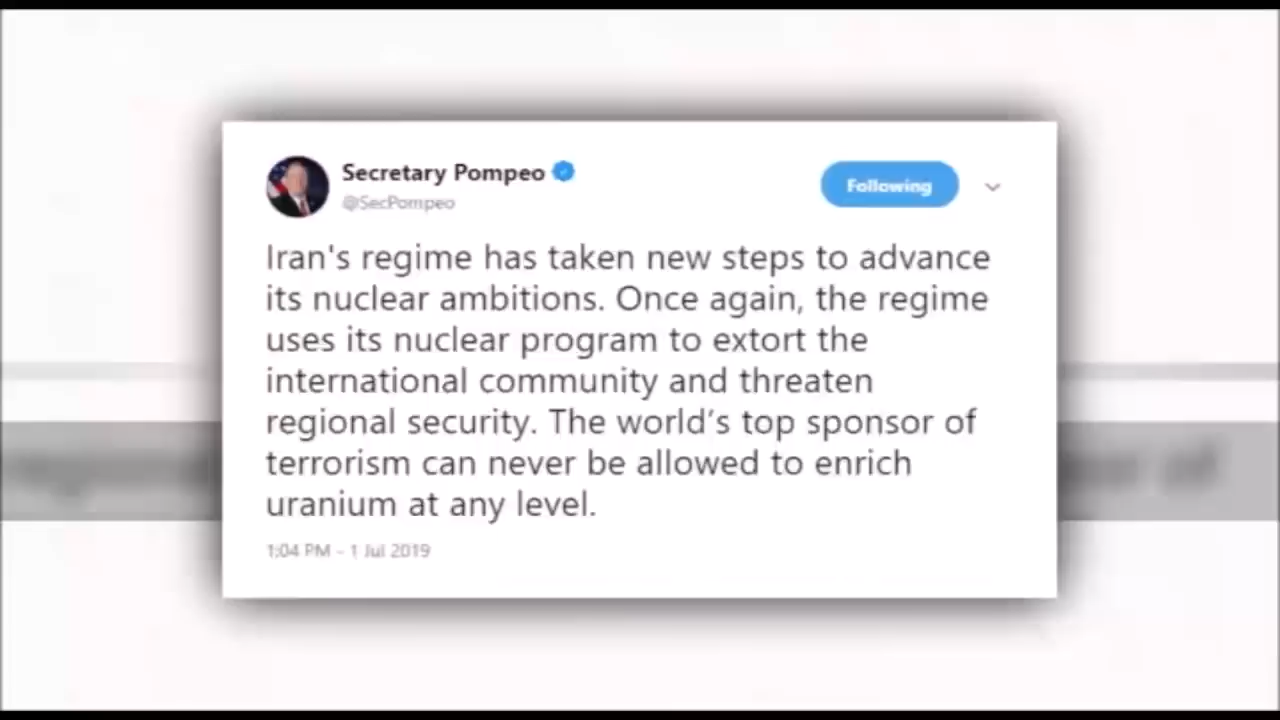 Secretary Pompeo
@SecPompeo
Following
Iran's regime has taken new steps to advance
its nuclear ambitions. Once again, the regime
uses its nuclear program to extort the
international community and threaten
regional security. The world’s top sponsor of
terrorism can never be allowed to enrich
uranium at any level.
1:04 PM - 1 Jul 2019